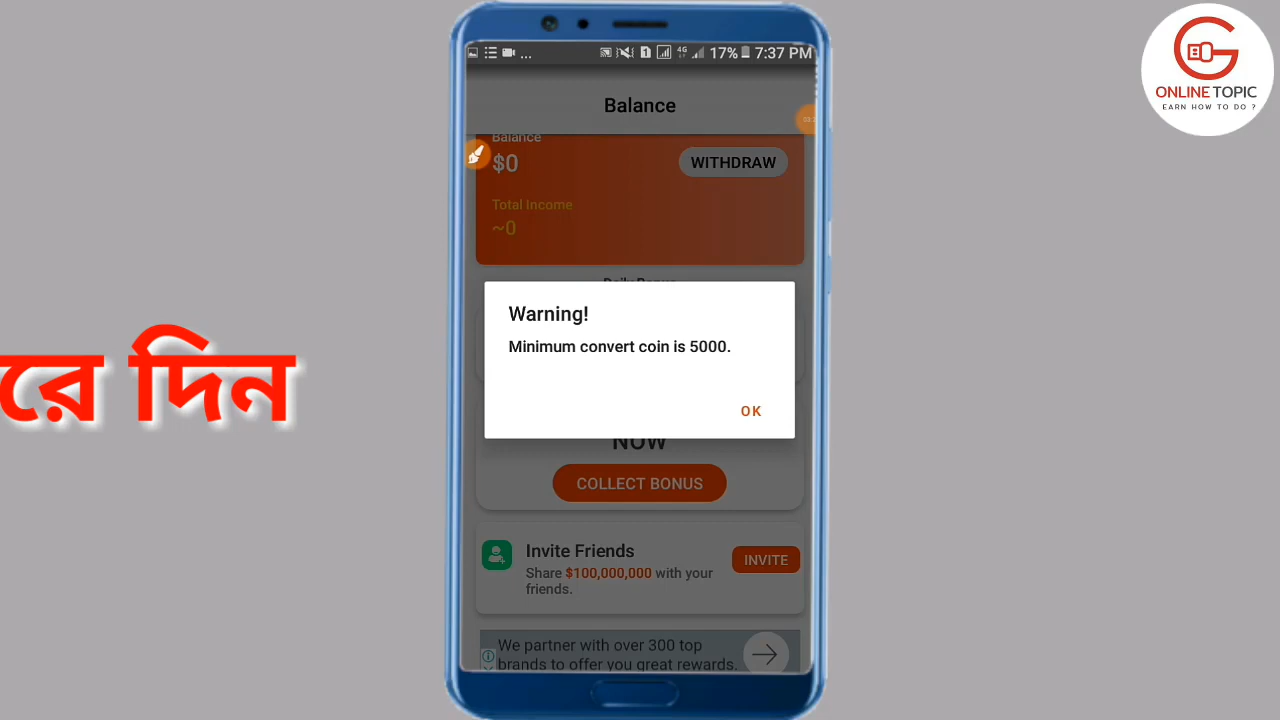 ... 17% 7:37 PM
Balance
Balance
$0
WITHDRAW
Total Income
~0
Warning!
Minimum convert coin is 5000.
OK
NOW
COLLECT BONUS
Invite Friends
Share $100,000,000 with your
friends.
INVITE
We partner with over 300 top
brands to offer you great rewards.
রে দিন
ONLINE TOPIC
EARN HOW TO DO ?